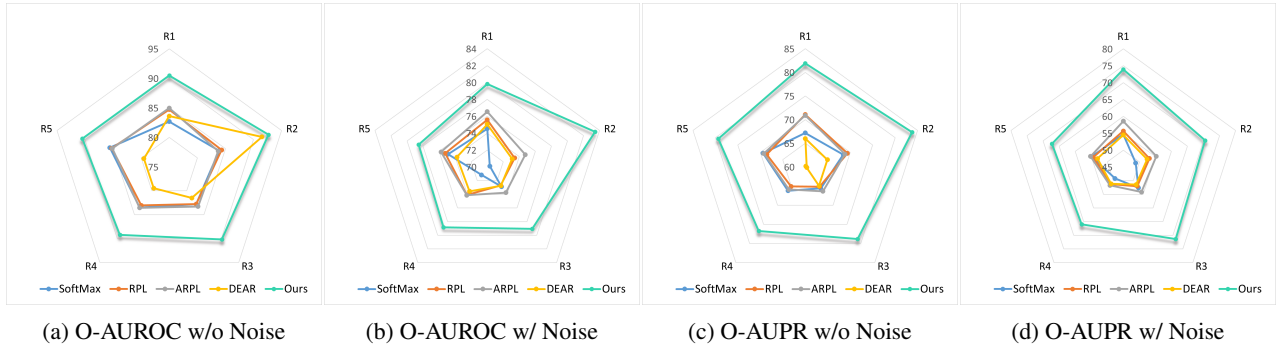 R1
95
90
85
80
75
R5
R2
R4
R3
SoftMax RPL ARPL DEAR Ours
(a) O-AUROC w/o Noise
R1
84
82
80
78
76
74
72
70
R5
R2
R4
R3
SoftMax RPL ARPL DEAR Ours
(b) O-AUROC w/ Noise
R1
85
80
75
70
65
60
R5
R2
R4
R3
SoftMax RPL ARPL DEAR Ours
(c) O-AUPR w/o Noise
R1
80
75
70
65
60
55
50
45
R5
R2
R4
R3
SoftMax RPL ARPL DEAR Ours
(d) O-AUPR w/ Noise